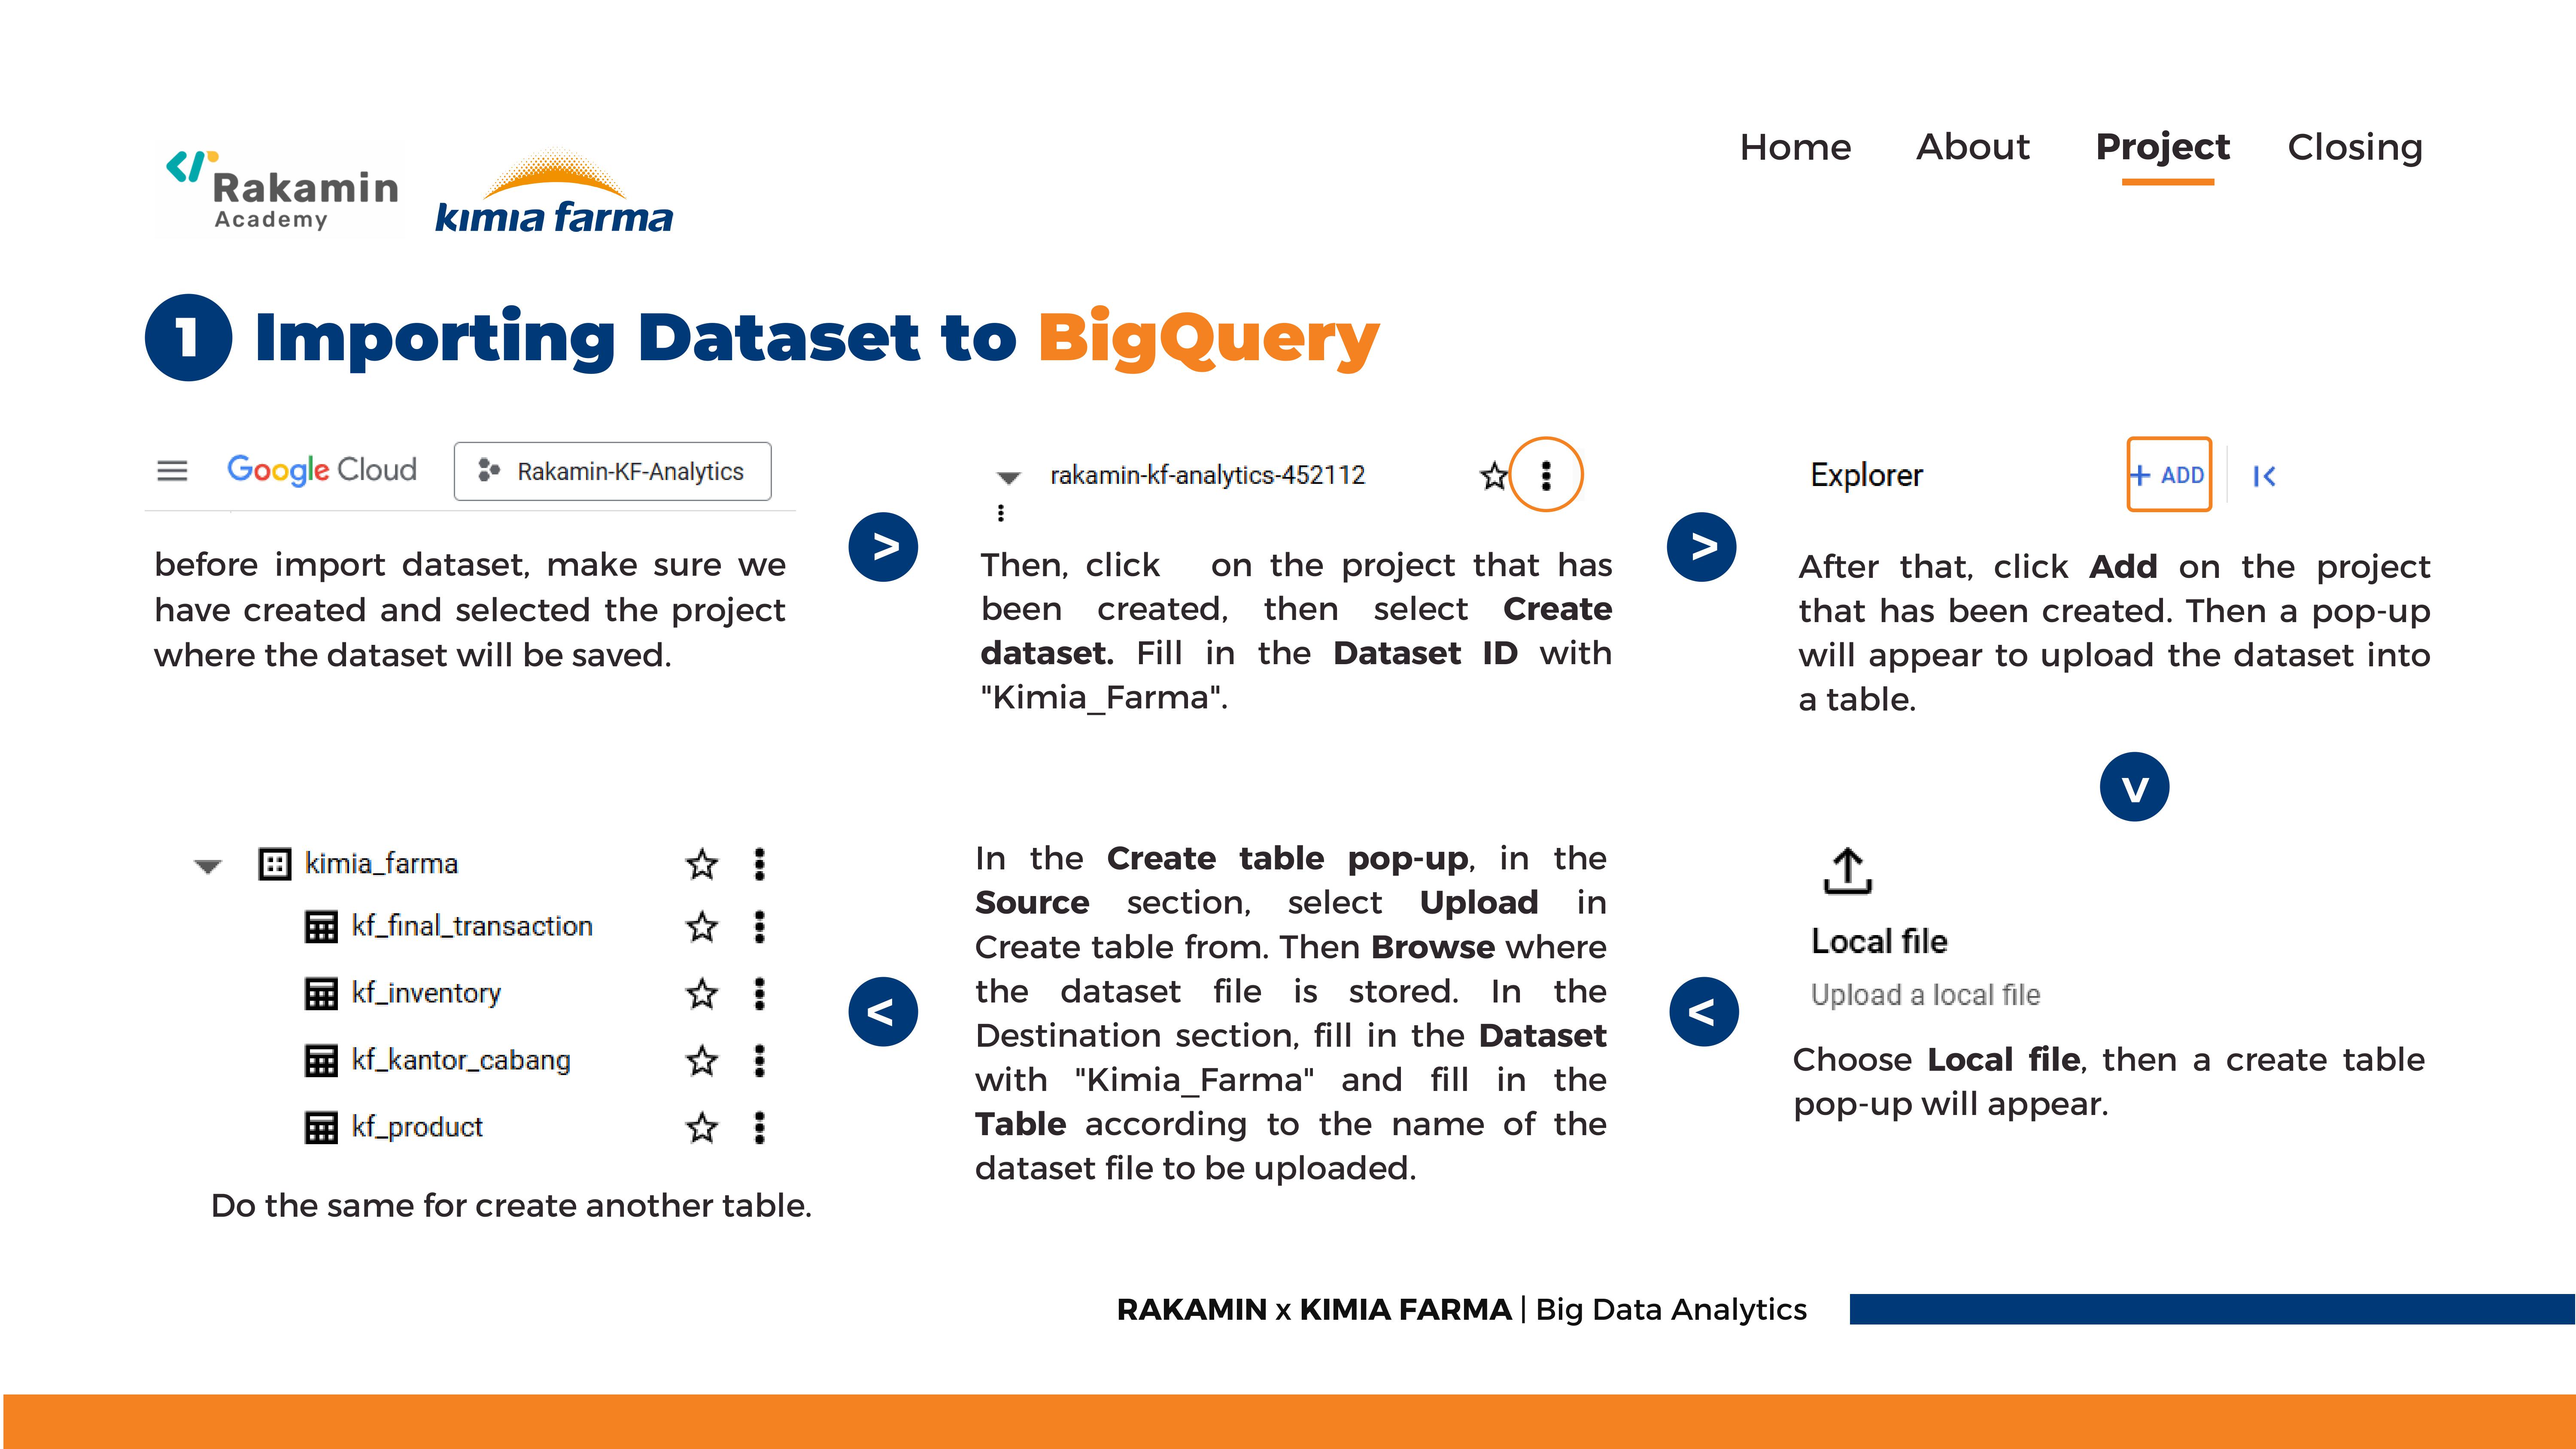 Rakamin
Academy
kımıa farma
Home About Project Closing
1 Importing Dataset to BigQuery
Google Cloud Rakamin-KF-Analytics
before import dataset, make sure we
have created and selected the project
where the dataset will be saved.
>
rakamin-kf-analytics-452112
Then, click on the project that has
been created, then select Create
dataset. Fill in the Dataset ID with
"Kimia_Farma".
>
Explorer + ADD
After that, click Add on the project
that has been created. Then a pop-up
will appear to upload the dataset into
a table.
v
Local file
Upload a local file
Choose Local file, then a create table
pop-up will appear.
<
In the Create table pop-up, in the
Source section, select Upload in
Create table from. Then Browse where
the dataset file is stored. In the
Destination section, fill in the Dataset
with "Kimia_Farma" and fill in the
Table according to the name of the
dataset file to be uploaded.
<
kimia_farma
kf_final_transaction
kf_inventory
kf_kantor_cabang
kf_product
Do the same for create another table.
RAKAMIN x KIMIA FARMA | Big Data Analytics